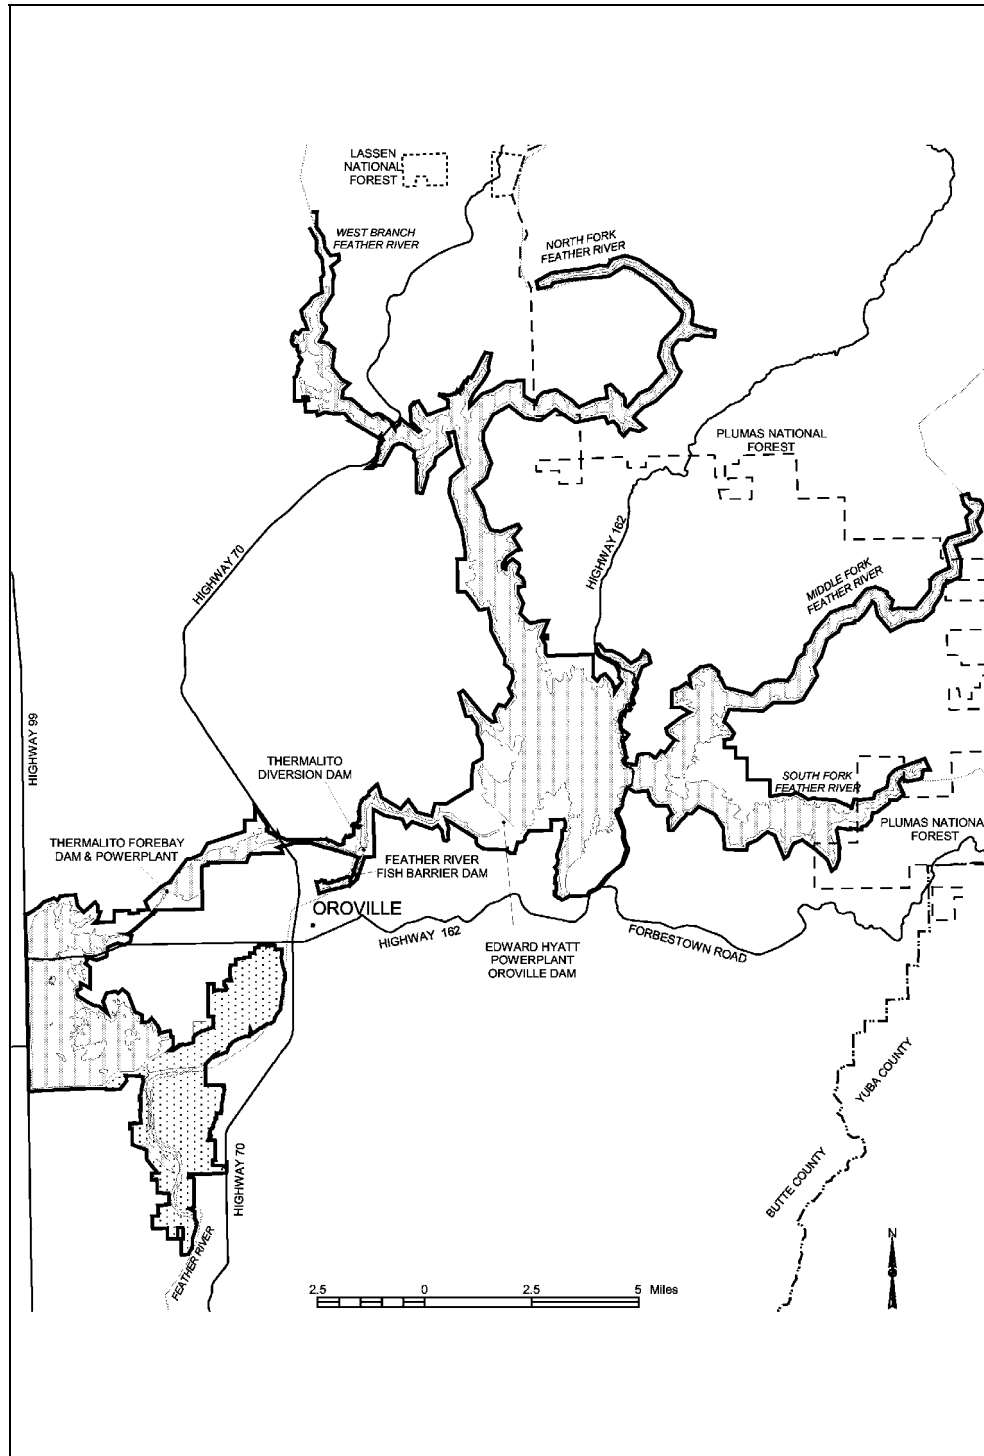 LASSEN
NATIONAL
FOREST
WEST BRANCH
FEATHER RIVER
NORTH FORK
FEATHER RIVER
PLUMAS NATIONAL
FOREST
HIGHWAY 70
HIGHWAY 162
MIDDLE FORK
FEATHER RIVER
HIGHWAY 99
THERMALITO
DIVERSION DAM
SOUTH FORK
FEATHER RIVER
THERMALITO FOREBAY
DAM & POWERPLANT
FEATHER RIVER
FISH BARRIER DAM
PLUMAS NATIONAL
FOREST
OROVILLE
HIGHWAY 162
EDWARD HYATT
POWERPLANT
OROVILLE DAM
FORBESTOWN ROAD
YUBA COUNTY
BUTTE COUNTY
HIGHWAY 70
FEATHER RIVER
N
2.5 0 2.5 5 Miles